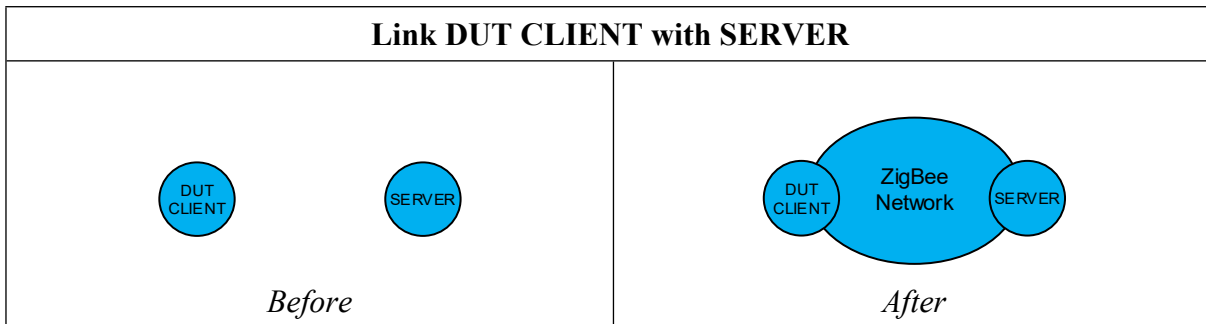 Link DUT CLIENT with SERVER
DUT
CLIENT
SERVER
Before
DUT
CLIENT
ZigBee
Network
SERVER
After